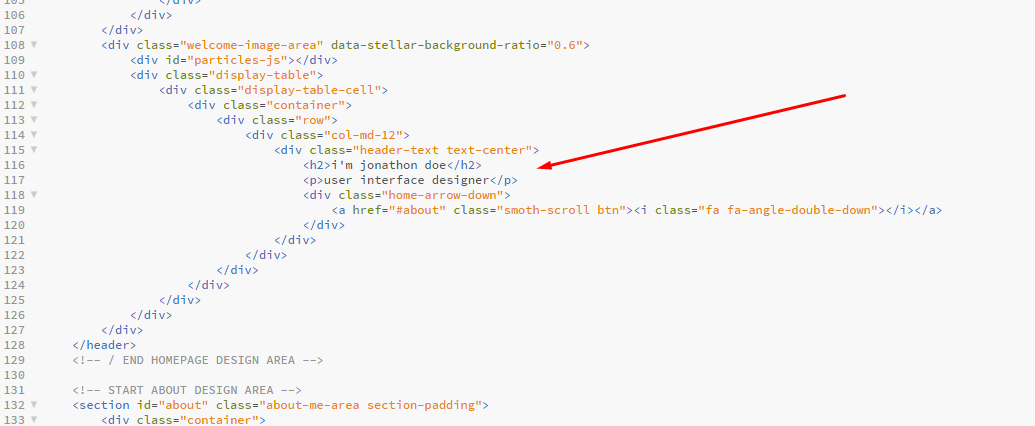 105 </div>
106 </div>
107 </div>
108 <div class="welcome-image-area" data-stellar-background-ratio="0.6">
109 <div id="particles-js"></div>
110 <div class="display-table">
111 <div class="display-table-cell">
112 <div class="container">
113 <div class="row">
114 <div class="col-md-12">
115 <div class="header-text text-center">
116 <h2>i'm jonathon doe</h2>
117 <p>user interface designer</p>
118 <div class="home-arrow-down">
119 <a href="#about" class="smoth-scroll btn"><i class="fa fa-angle-double-down"></i></a>
120 </div>
121 </div>
122 </div>
123 </div>
124 </div>
125 </div>
126 </div>
127 </div>
128 </header>
129 <!-- / END HOMEPAGE DESIGN AREA -->
130
131 <!-- START ABOUT DESIGN AREA -->
132 <section id="about" class="about-me-area section-padding">
133 <div class="container">